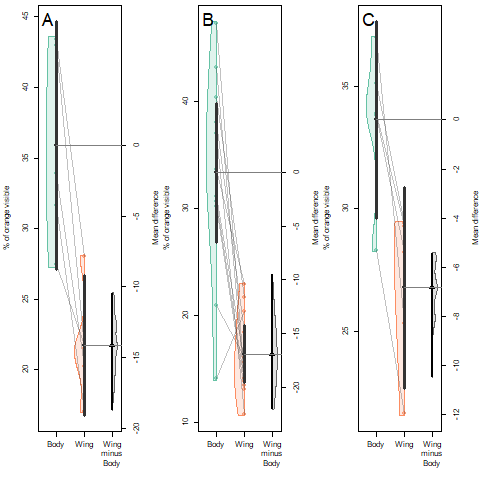 A
B
C
45
40
35
30
25
20
% of orange visible
0
-5
-10
-15
-20
Mean difference
Body
Wing
Wing
minus
Body
40
30
20
10
% of orange visible
0
-5
-10
-15
-20
Mean difference
Body
Wing
Wing
minus
Body
35
30
25
% of orange visible
0
-2
-4
-6
-8
-10
-12
Mean difference
Body
Wing
Wing
minus
Body